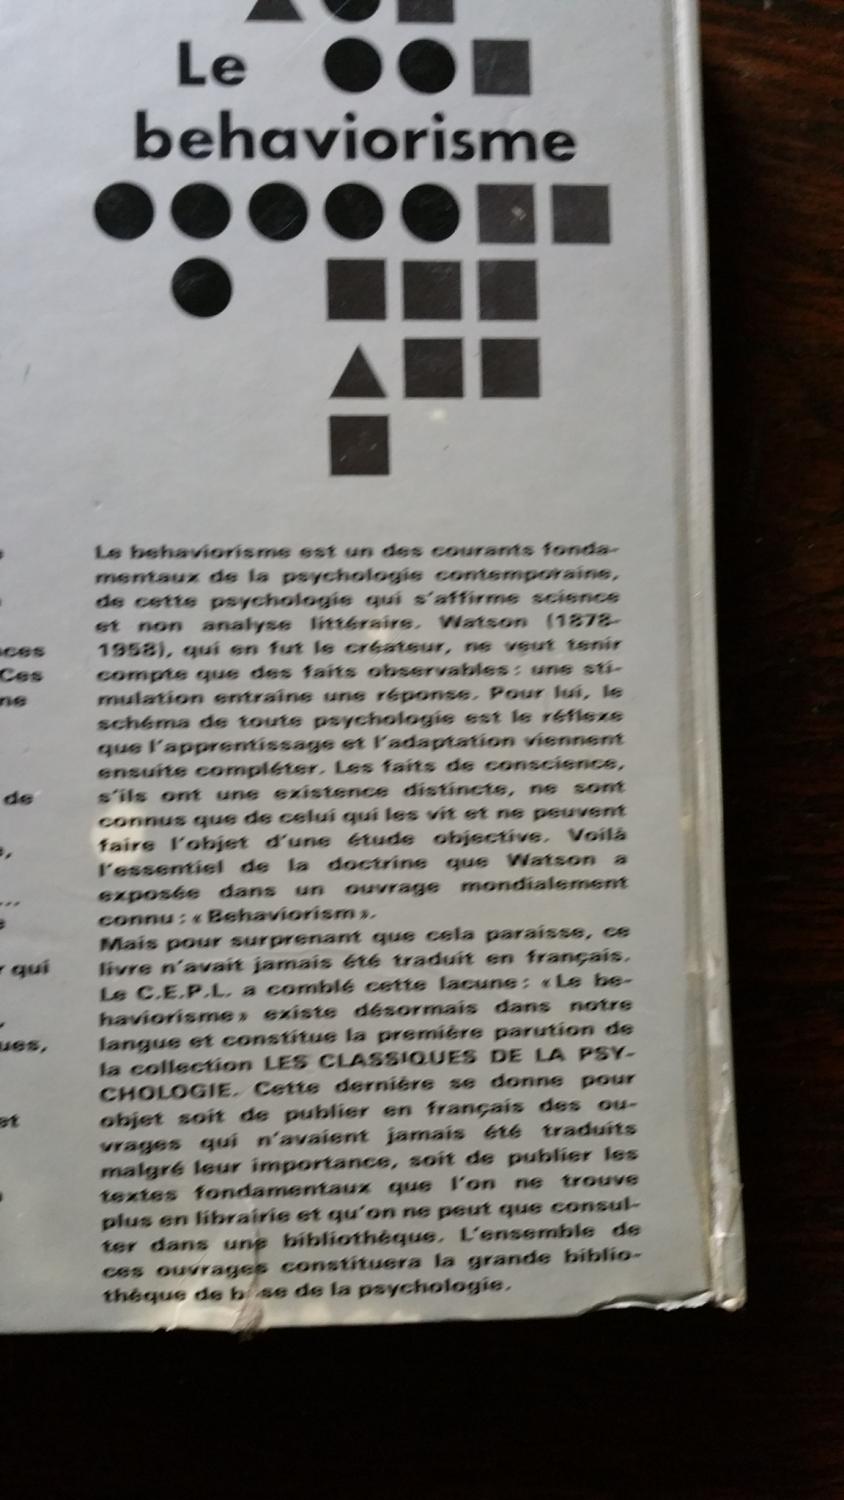 Le
behaviorisme
Le behaviorisme est un des courants fonda-
mentaux de la psychologie contemporaine,
de cette psychologie qui s'affirme science
et non analyse littéraire. Watson (1878-
1958), qui en fut le créateur, ne veut tenir
compte que des faits observables : une sti-
mulation entraîne une réponse. Pour lui, le
schéma de toute psychologie est le réflexe
que l'apprentissage et l'adaptation viennent
ensuite compléter. Les faits de conscience,
s'ils ont une existence distincte, ne sont
connus que de celui qui les vit et ne peuvent
faire l'objet d'une étude objective. Voilà
l'essentiel de la doctrine que Watson a
exposée dans un ouvrage mondialement
connu : « Behaviorism ».
Mais pour surprenant que cela paraisse, ce
livre n'avait jamais été traduit en français.
Le C.E.P.L. a comblé cette lacune : « Le be-
haviorisme » existe désormais dans notre
langue et constitue la première parution de
la collection LES CLASSIQUES DE LA PSY-
CHOLOGIE. Cette dernière se donne pour
objet soit de publier en français des ou-
vrages qui n'avaient jamais été traduits
malgré leur importance, soit de publier les
textes fondamentaux que l'on ne trouve
plus en librairie et qu'on ne peut que consul-
ter dans une bibliothèque. L'ensemble de
ces ouvrages constituera la grande biblio-
thèque de base de la psychologie.
Ces
de
qui